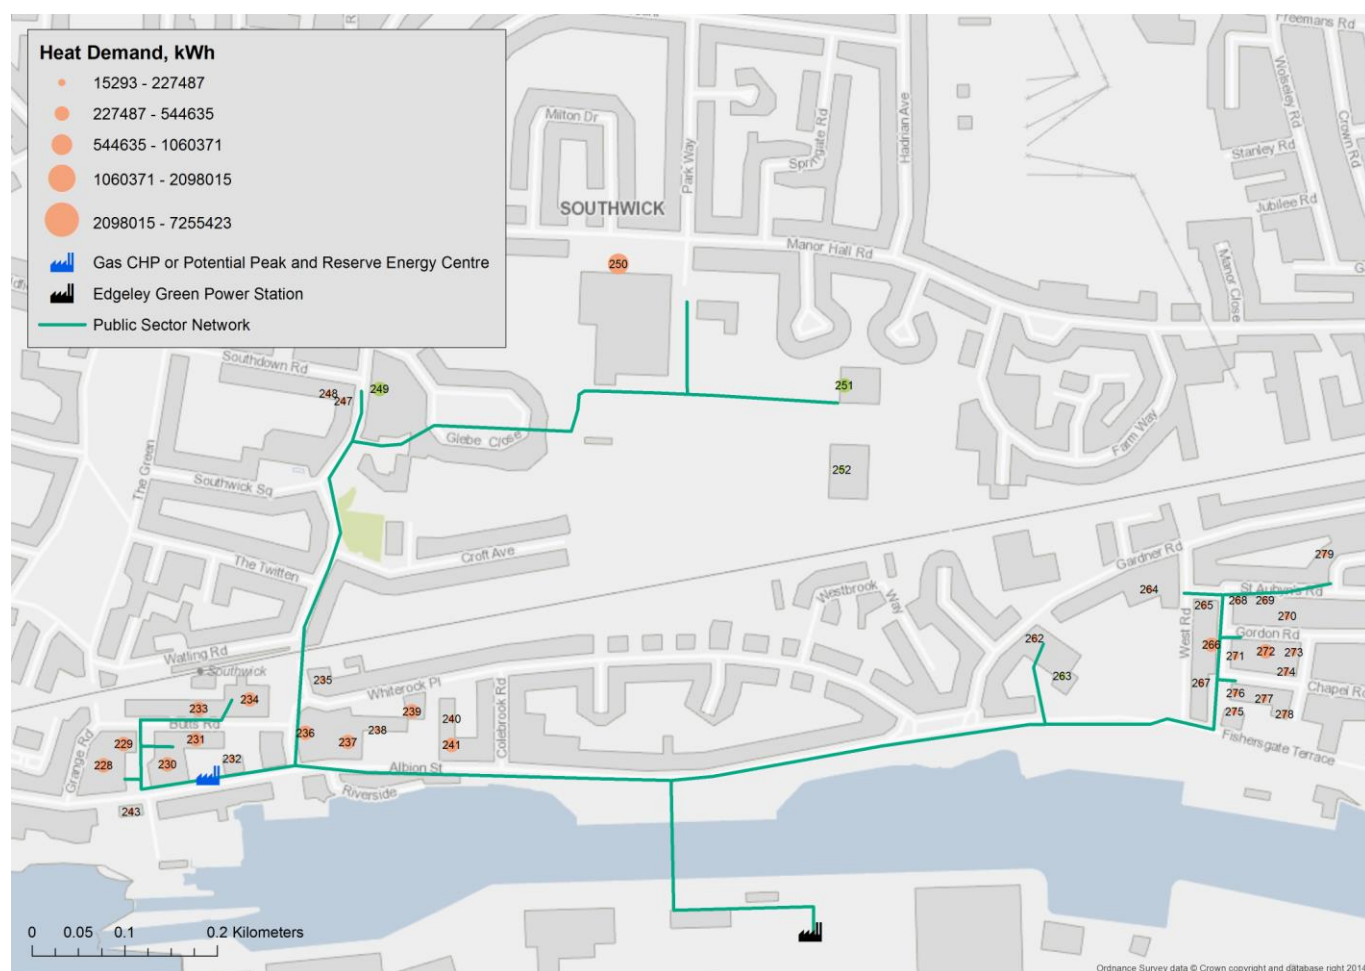 Heat Demand, kWh
15293 - 227487
227487 - 544635
544635 - 1060371
1060371 - 2098015
2098015 - 7255423
Gas CHP or Potential Peak and Reserve Energy Centre
Edgeley Green Power Station
Public Sector Network
Freemans Rd
Wolseley Rd
Crown Rd
Milton Dr
Park Way
Hadrian Ave
Stanley Rd
Jubilee Rd
SOUTHWICK
Manor Hall Rd
Manor Close
250
Southdown Rd
248
247
249
251
Glebe Close
Farm Way
The Green
Southwick Sq
252
Croft Ave
The Twitten
Gardner Rd
279
Westbrook Way
264
St Aubyn's Rd
265
268
269
270
Watling Rd
Southwick
262
West Rd
Gordon Rd
266
271
272
273
235
263
267
274
Whiterock Pl
Chapel Rd
233
234
239
240
Colebrook Rd
276
277
275
278
Butts Rd
229
231
236
237
238
241
Fishersgate Terrace
Grange Rd
228
230
232
Albion St
Riverside
243
0 0.05 0.1 0.2 Kilometers
Ordnance Survey data © Crown copyright and database right 2014